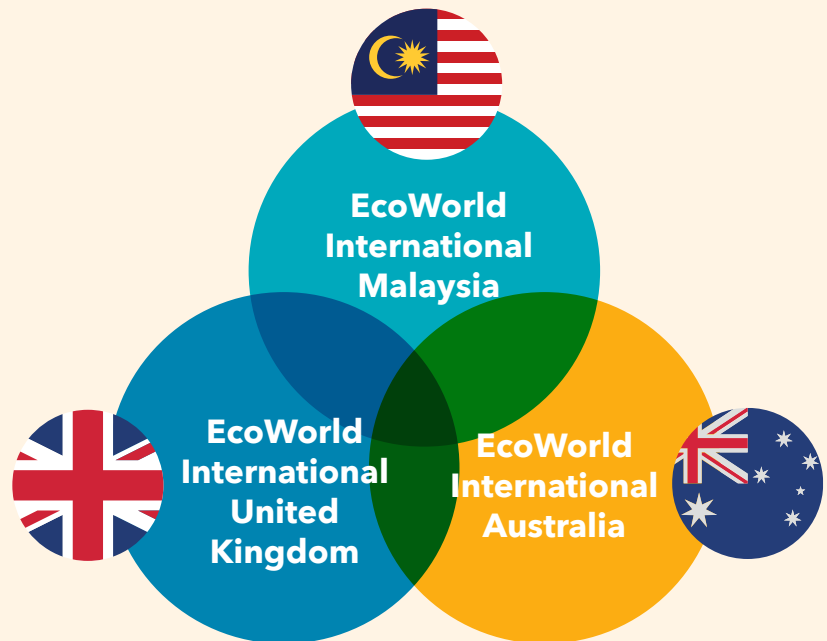 EcoWorld
International
Malaysia
EcoWorld
International
United
Kingdom
EcoWorld
International
Australia